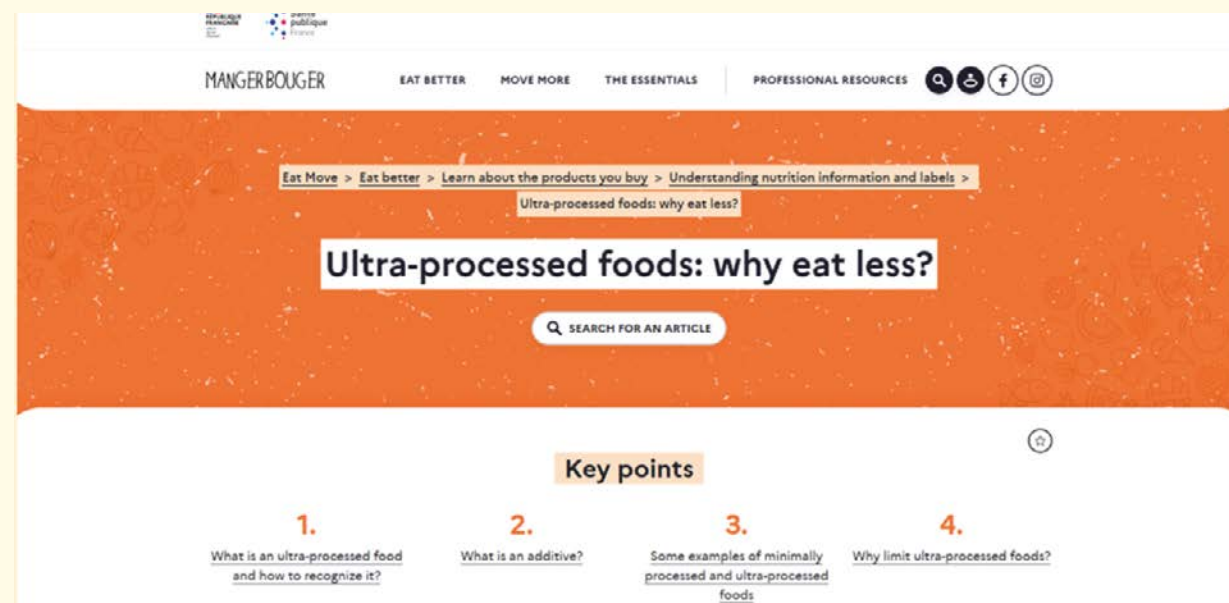 RÉPUBLIQUE
FRANÇAISE
Santé
publique
France
MANGERBOUGER
EAT BETTER MOVE MORE THE ESSENTIALS PROFESSIONAL RESOURCES
Eat Move > Eat better > Learn about the products you buy > Understanding nutrition information and labels >
Ultra-processed foods: why eat less?
Ultra-processed foods: why eat less?
SEARCH FOR AN ARTICLE
Key points
1. 2. 3. 4.
What is an ultra-processed food What is an additive? Some examples of minimally Why limit ultra-processed foods?
and how to recognize it? processed and ultra-processed
foods